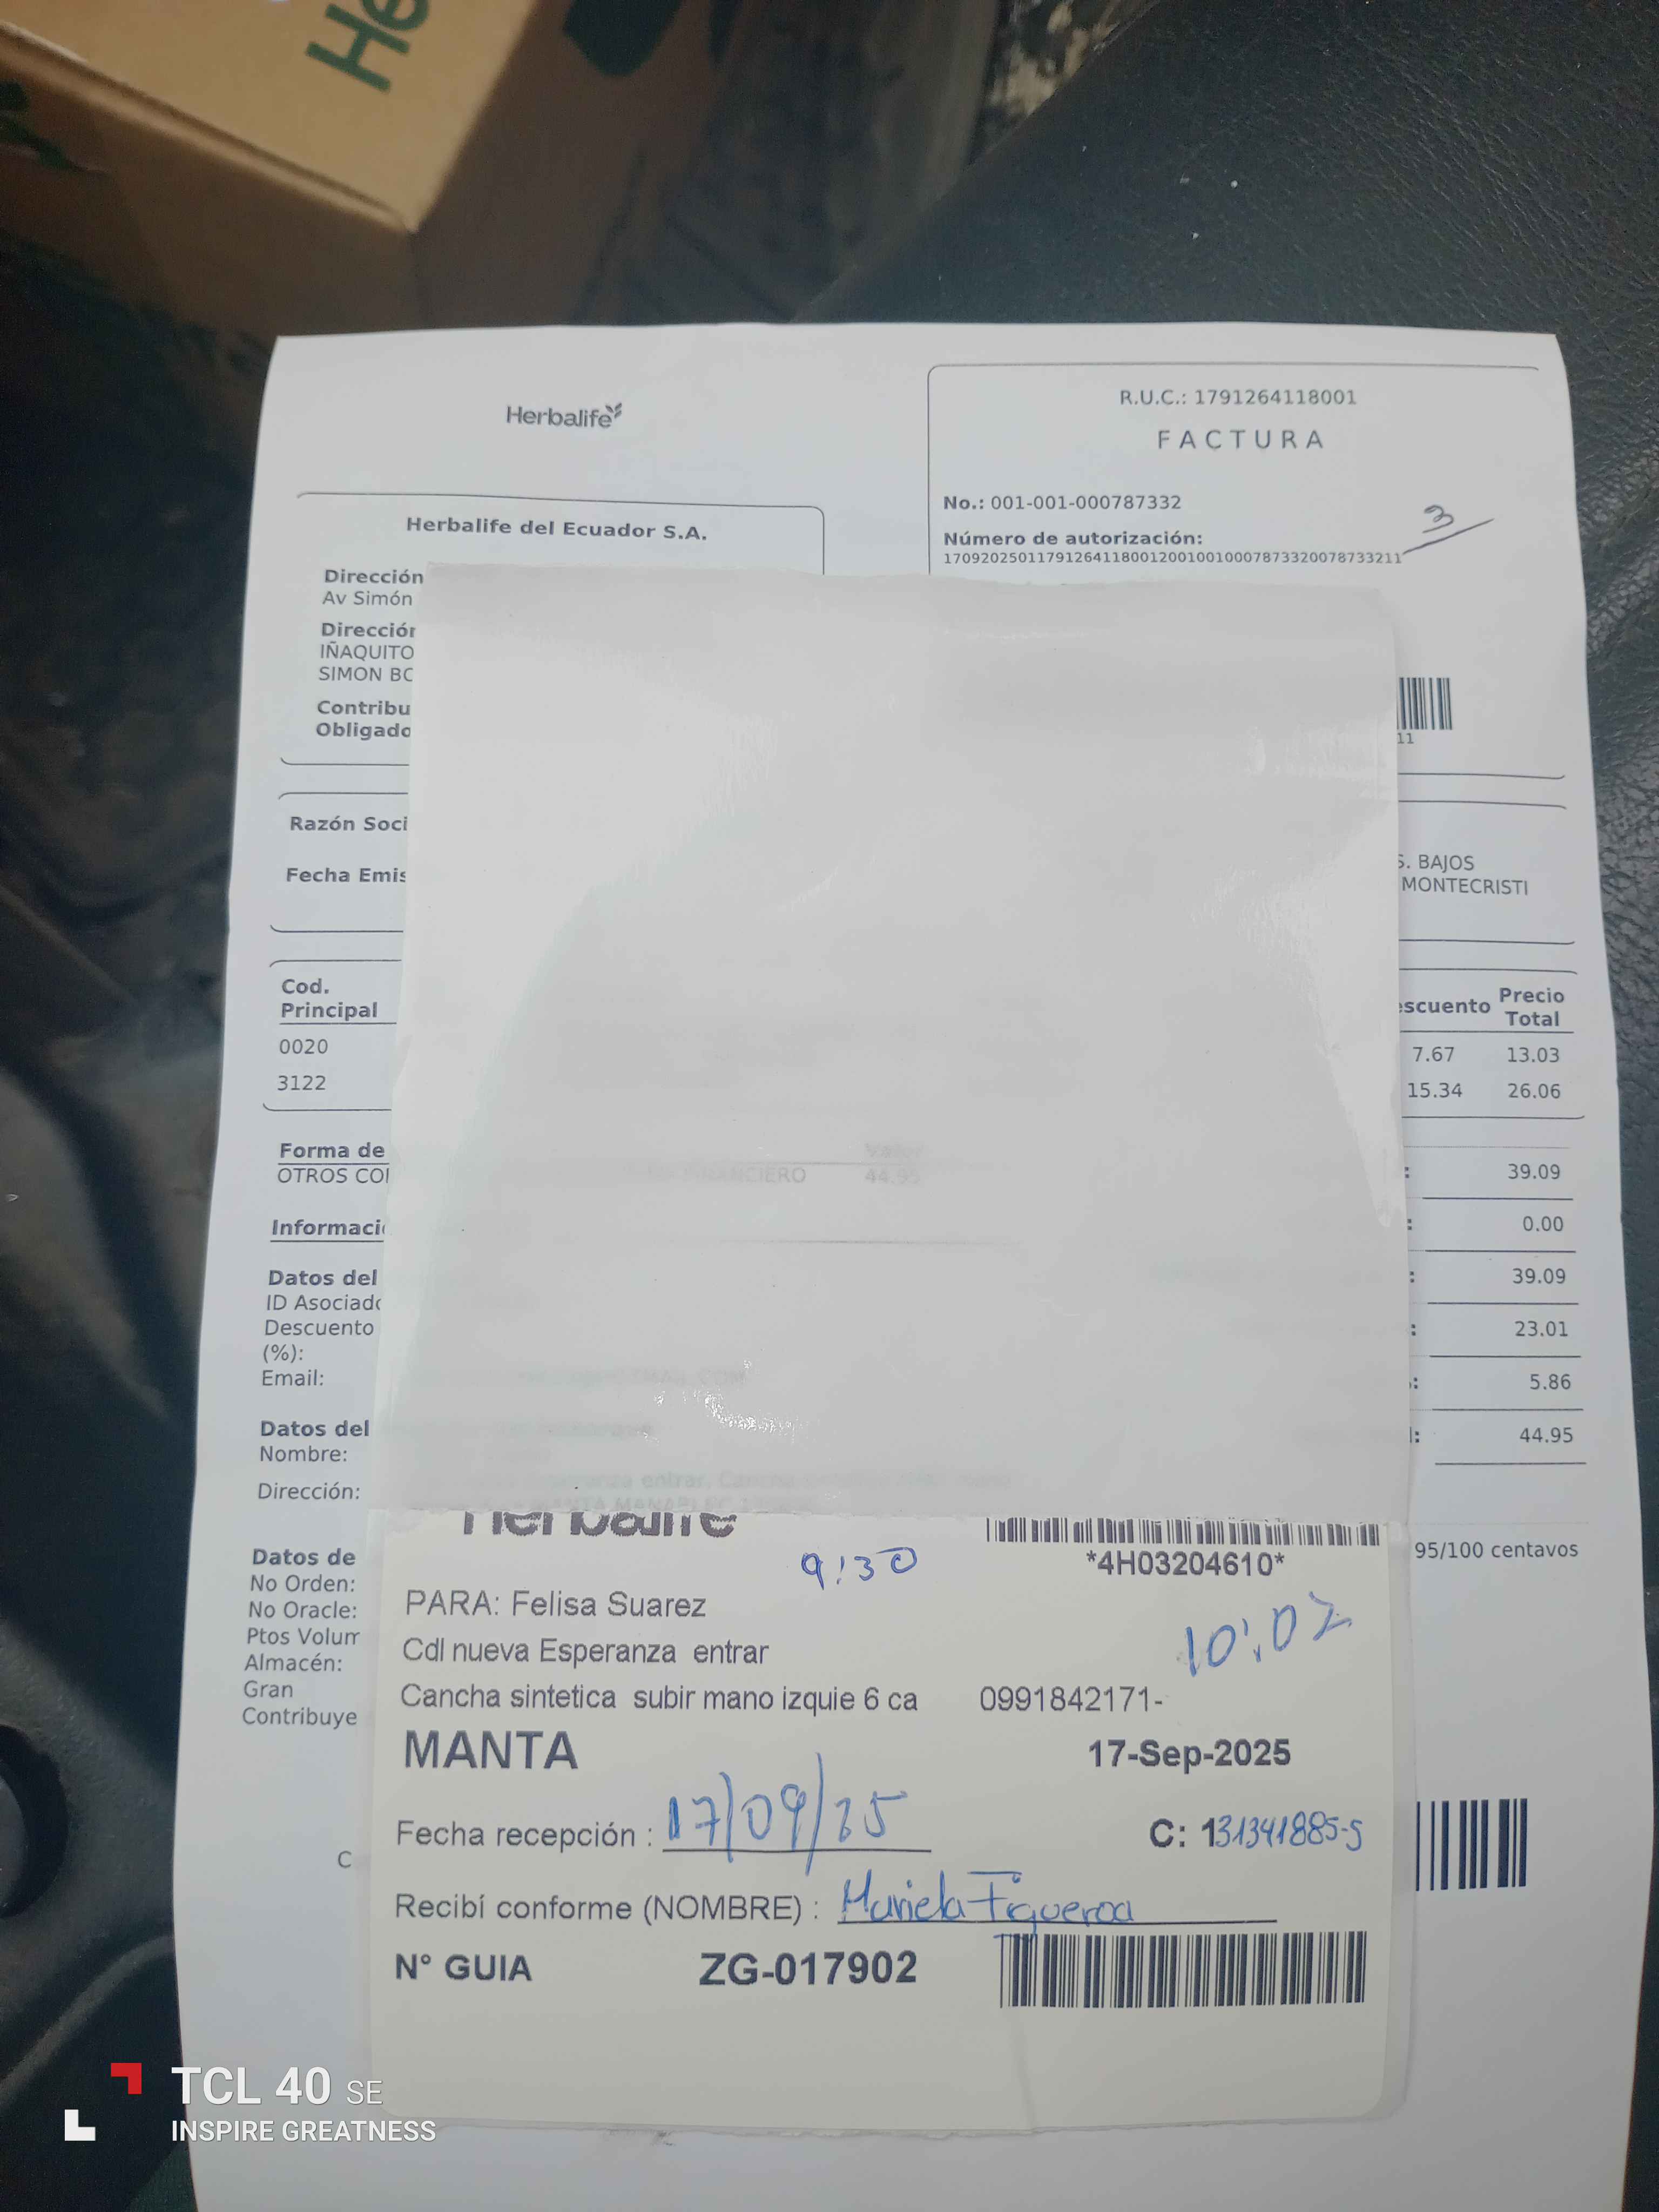 He
Herbalife
R.U.C.: 1791264118001
FACTURA
No.: 001-001-000787332
Número de autorización:
1709202501179126411800120010010007873320078733211
3
Herbalife del Ecuador S.A.
Dirección
Av Simón
Dirección
IÑAQUITO
SIMON BO
Contribu
Obligado
11
Razón Soci
Fecha Emis
S. BAJOS
MONTECRISTI
Cod.
Principal
escuento
Precio
Total
0020
7.67 13.03
3122
15.34 26.06
Forma de
Valor
OTROS CO
FINANCIERO 44.95
: 39.09
Informaci
: 0.00
Datos del
: 39.09
ID Asociado
Descuento
(%):
: 23.01
Email:
: 5.86
Datos del
: 44.95
Nombre:
Dirección:
95/100 centavos
Datos de
No Orden:
No Oracle:
Ptos Volum
Almacén:
Gran
Contribuye
C
Herbalife
9:30
*4H03204610*
PARA: Felisa Suarez
10:02
Cdl nueva Esperanza entrar
Cancha sintetica subir mano izquie 6 ca 0991842171-
MANTA 17-Sep-2025
Fecha recepción : 17/09/25 C: 131341885-5
Recibí conforme (NOMBRE) : Mariela Figueroa
N° GUIA ZG-017902
TCL 40 SE
INSPIRE GREATNESS